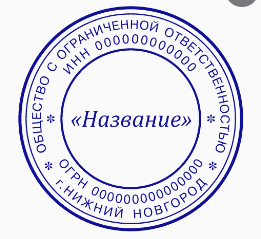 ОБЩЕСТВО С ОГРАНИЧЕННОЙ ОТВЕТСТВЕННОСТЬЮ
ИНН 000000000000
«Название»
ОГРН 0000000000000
* г.НИЖНИЙ НОВГОРОД *